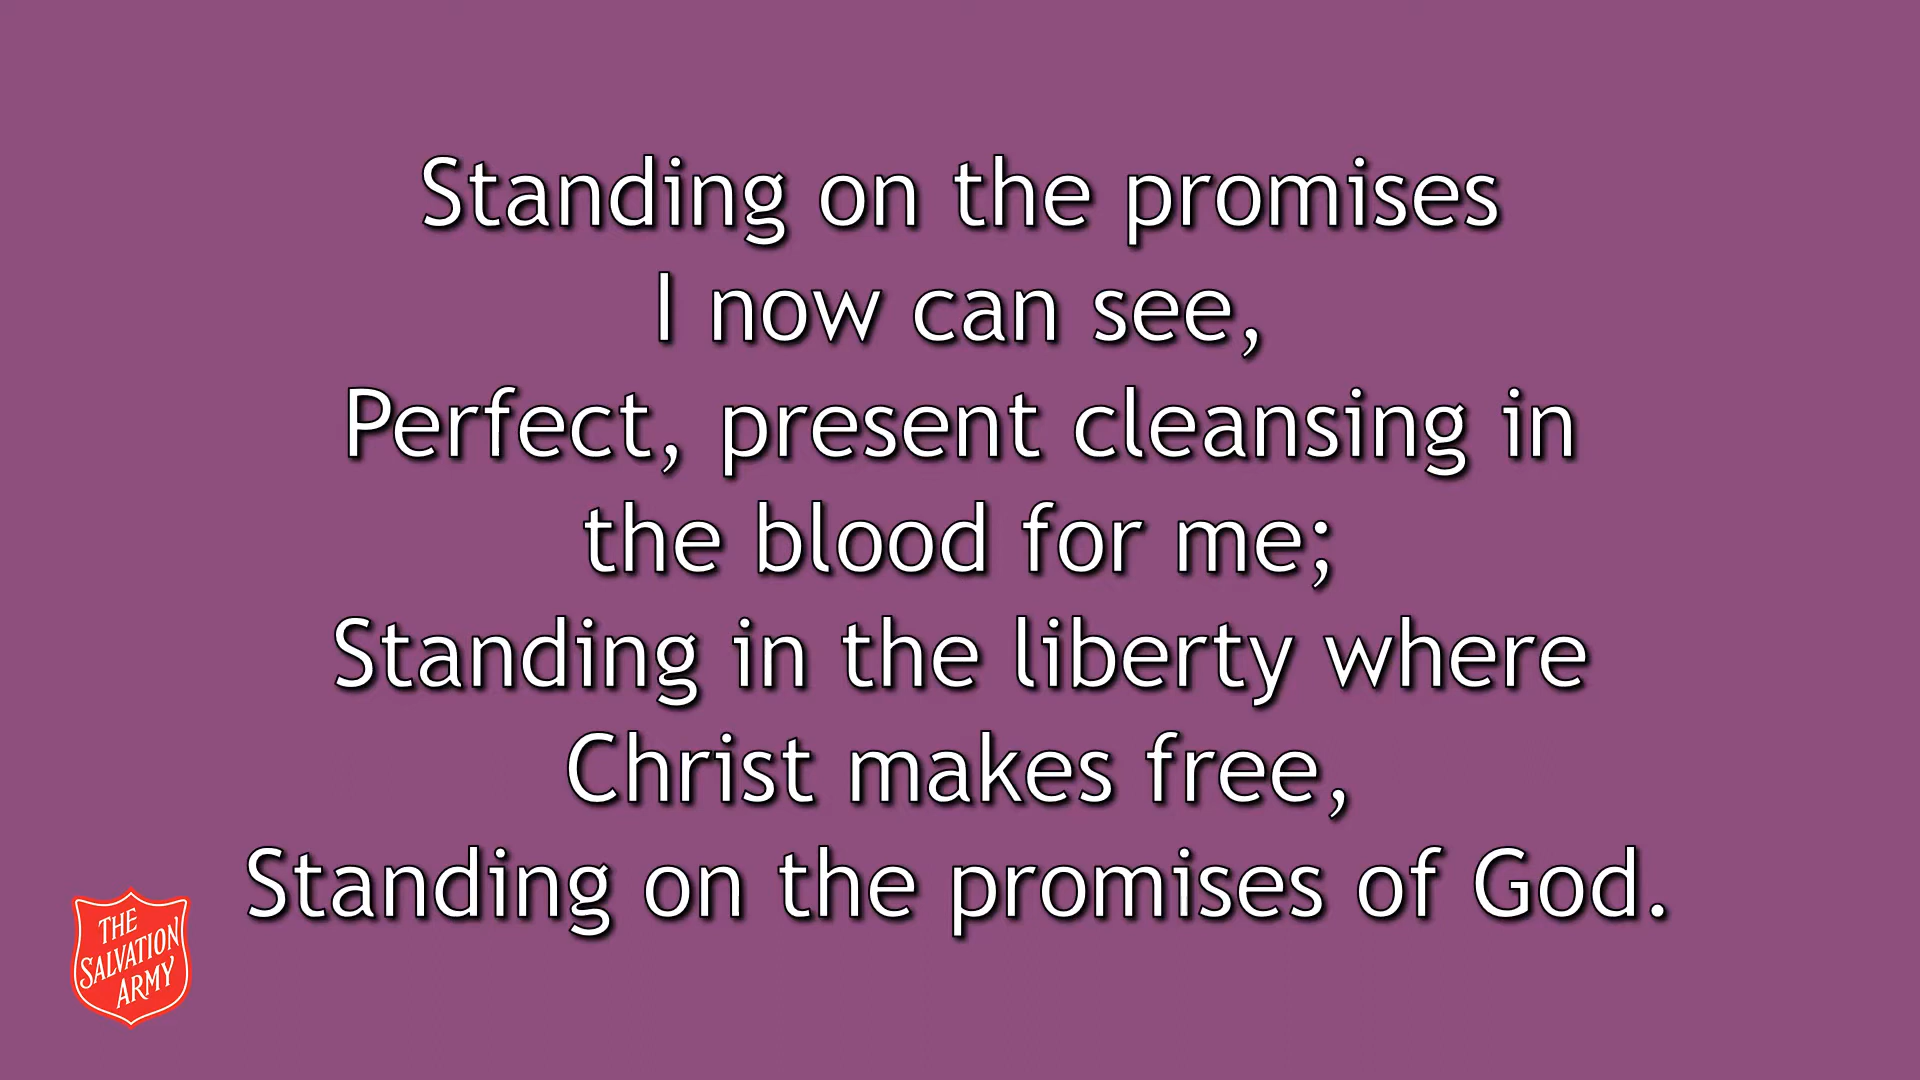 Standing on the promises
I now can see,
Perfect, present cleansing in
the blood for me;
Standing in the liberty where
Christ makes free,
Standing on the promises of God.
THE
SALVATION
ARMY